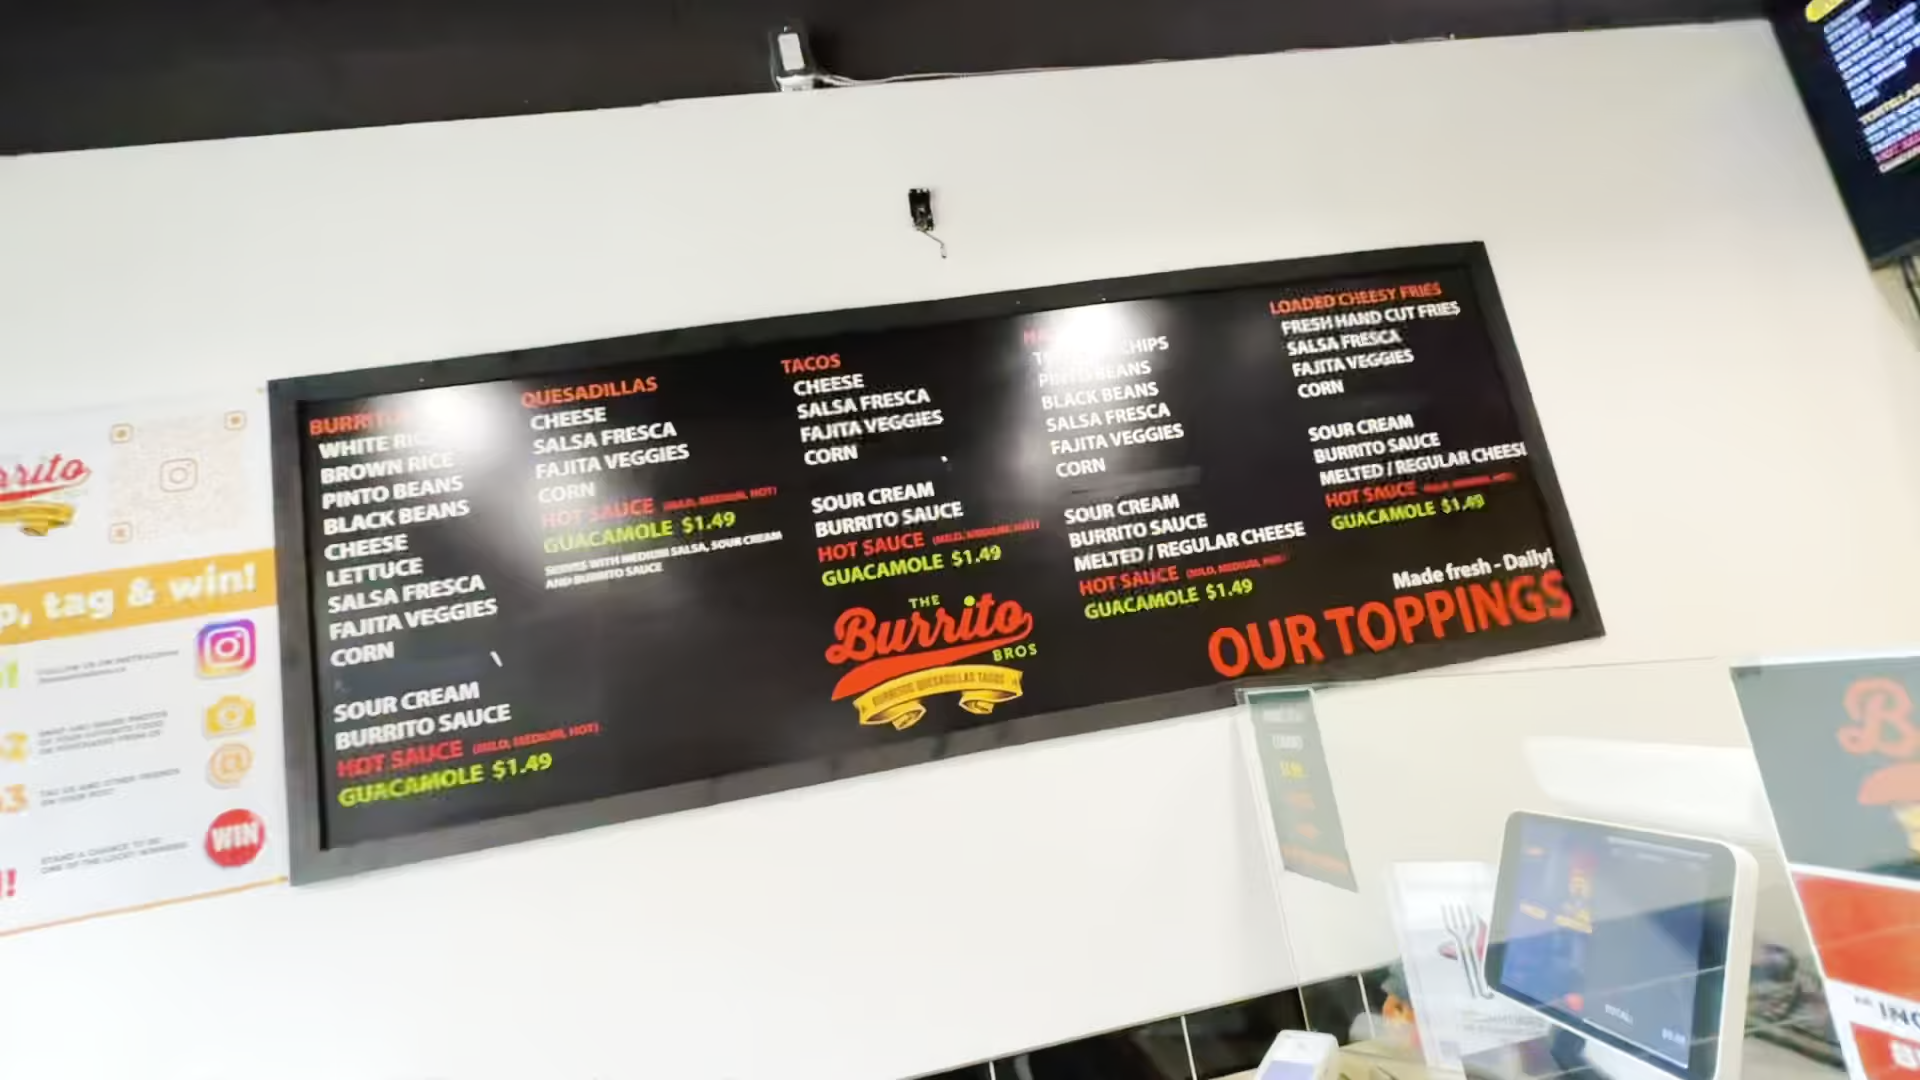 BURRITO
WHITE RICE
BROWN RICE
PINTO BEANS
BLACK BEANS
CHEESE
LETTUCE
SALSA FRESCA
FAJITA VEGGIES
CORN
SOUR CREAM
BURRITO SAUCE
HOT SAUCE (MILD, MEDIUM, HOT)
GUACAMOLE $1.49
QUESADILLAS
CHEESE
SALSA FRESCA
FAJITA VEGGIES
CORN
HOT SAUCE (MILD, MEDIUM, HOT)
GUACAMOLE $1.49
SERVES WITH MEDIUM SALSA, SOUR CREAM
AND BURRITO SAUCE
TACOS
CHEESE
SALSA FRESCA
FAJITA VEGGIES
CORN
SOUR CREAM
BURRITO SAUCE
HOT SAUCE (MILD, MEDIUM, HOT)
GUACAMOLE $1.49
THE
Burrito
BROS
BURRITOS QUESADILLAS TACOS
CHIPS
PINTO BEANS
BLACK BEANS
SALSA FRESCA
FAJITA VEGGIES
CORN
SOUR CREAM
BURRITO SAUCE
MELTED / REGULAR CHEESE
HOT SAUCE (MILD, MEDIUM, HOT)
GUACAMOLE $1.49
LOADED CHEESY FRIES
FRESH HAND CUT FRIES
SALSA FRESCA
FAJITA VEGGIES
CORN
SOUR CREAM
BURRITO SAUCE
MELTED / REGULAR CHEESE
HOT SAUCE
GUACAMOLE $1.49
Made fresh - Daily!
OUR TOPPINGS
rrito
p, tag & win!
WIN
TOTAL: